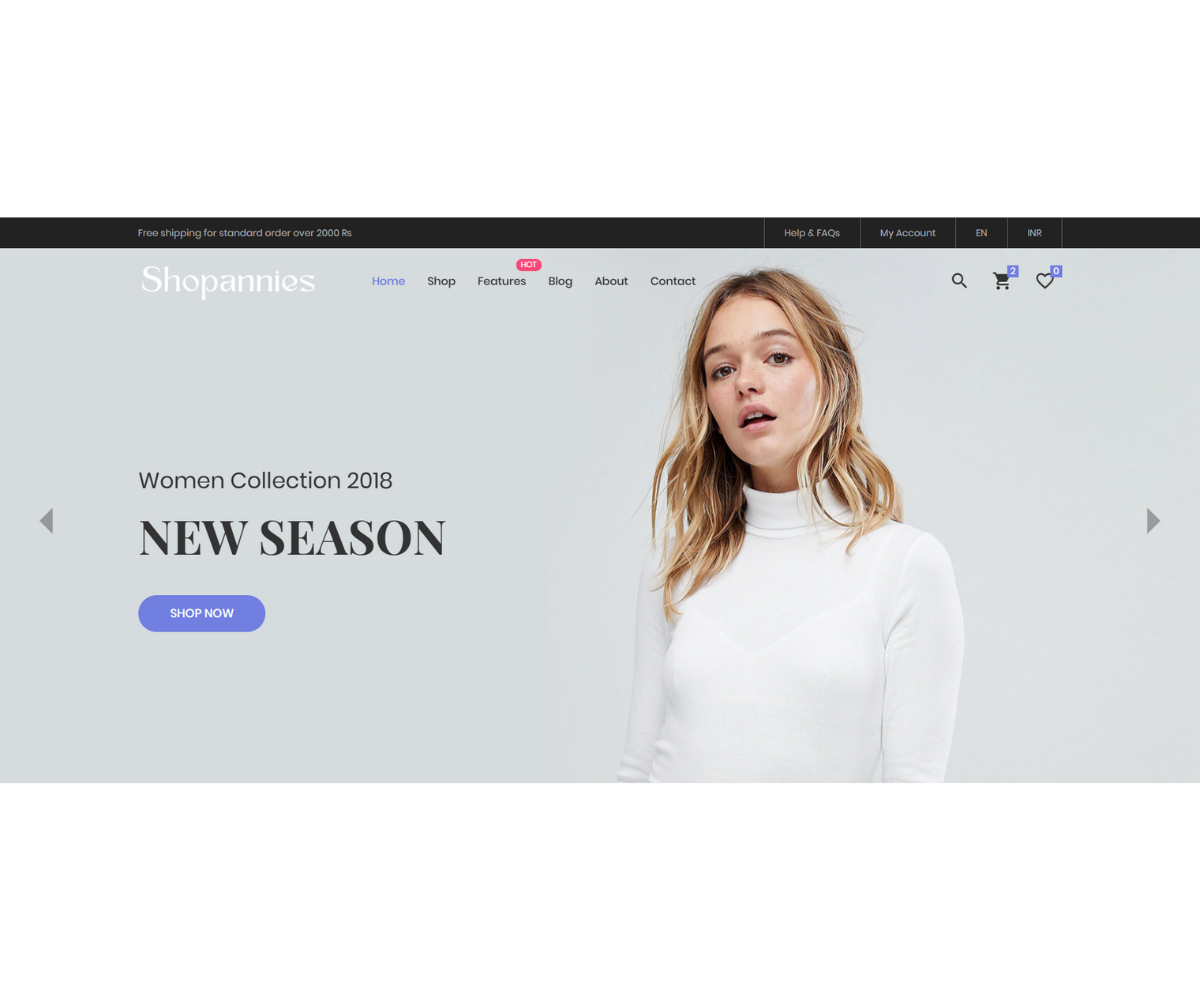 Free shipping for standard order over 2000 Rs
Help & FAQs
My Account
EN
INR
Shopannies
Home
Shop
Features
HOT
Blog
About
Contact
2
0
Women Collection 2018
NEW SEASON
SHOP NOW